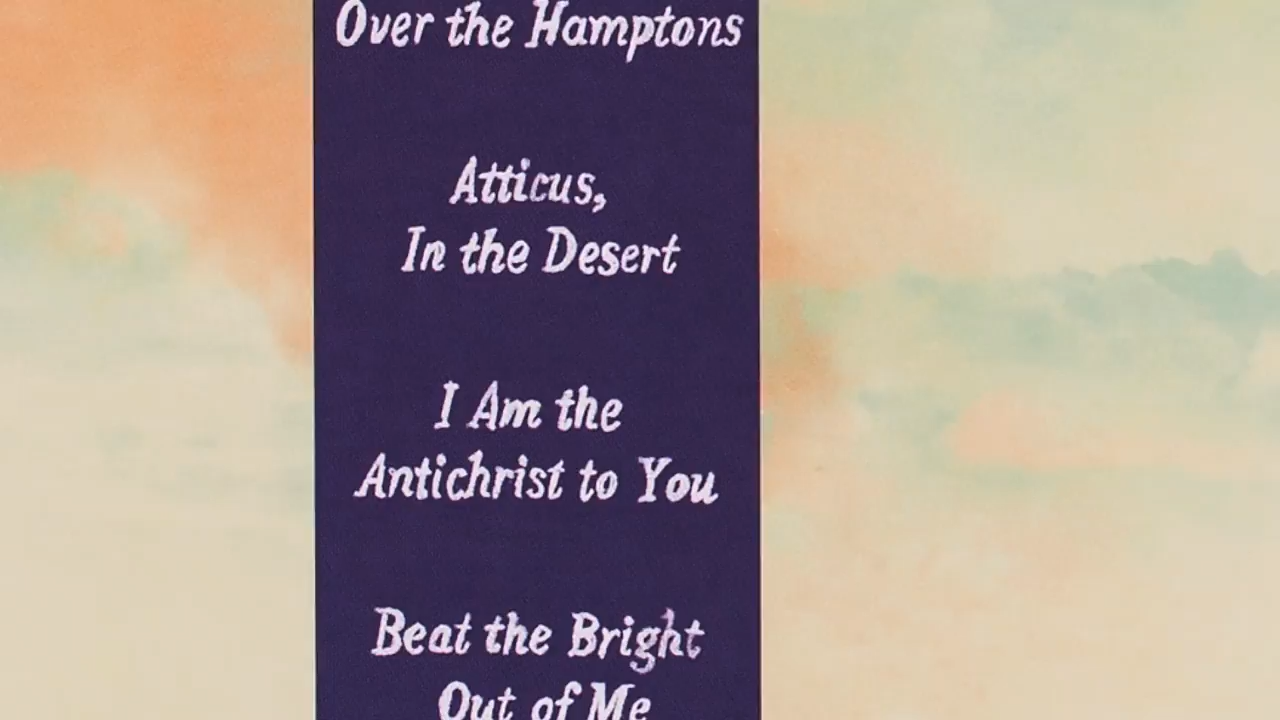 Over the Hamptons
Atticus,
In the Desert
I Am the
Antichrist to You
Beat the Bright
Out of Me